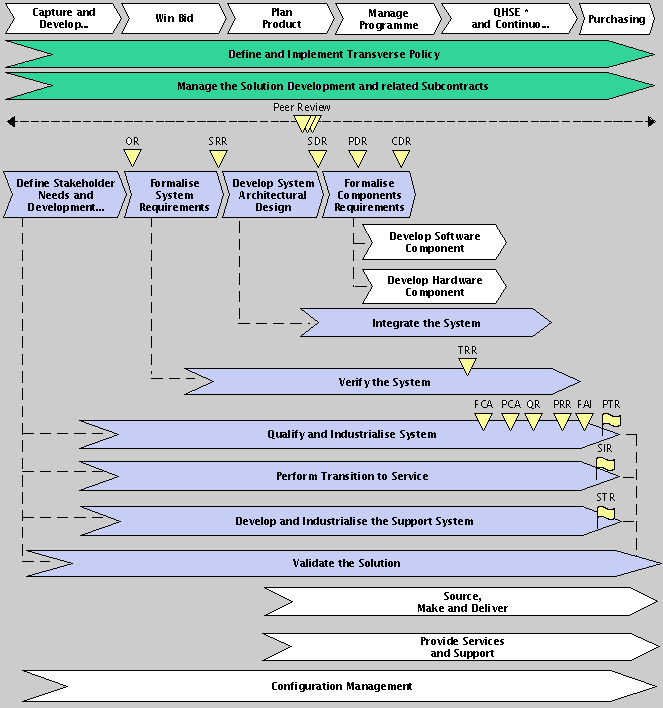 Capture and
Develop...
Win Bid
Plan
Product
Manage
Programme
QHSE ^
and Continuo...
Purchasing
Define and Implement Transverse Policy
Manage the Solution Development and related Subcontracts
Peer Review
OR
SRR
SDR
PDR
CDR
Define Stakeholder
Needs and
Development...
Formalise
System
Requirements
Develop System
Architectural
Design
Formalise
Components
Requirements
Develop Software
Component
Develop Hardware
Component
Integrate the System
TRR
Verify the System
FCA
PCA
QR
PRR
FAI
PTR
Qualify and Industrialise System
SIR
Perform Transition to Service
STR
Develop and Industrialise the Support System
Validate the Solution
Source,
Make and Deliver
Provide Services
and Support
Configuration Management